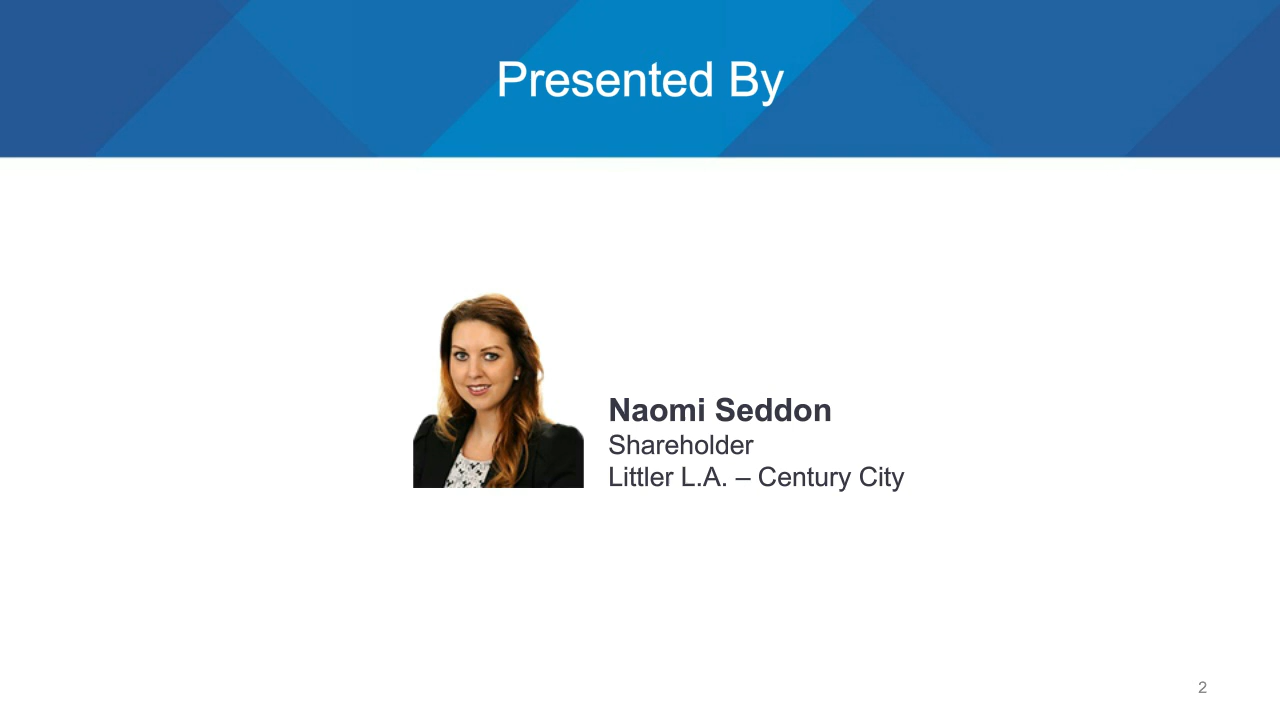 Presented By
Naomi Seddon
Shareholder
Littler L.A. – Century City
2